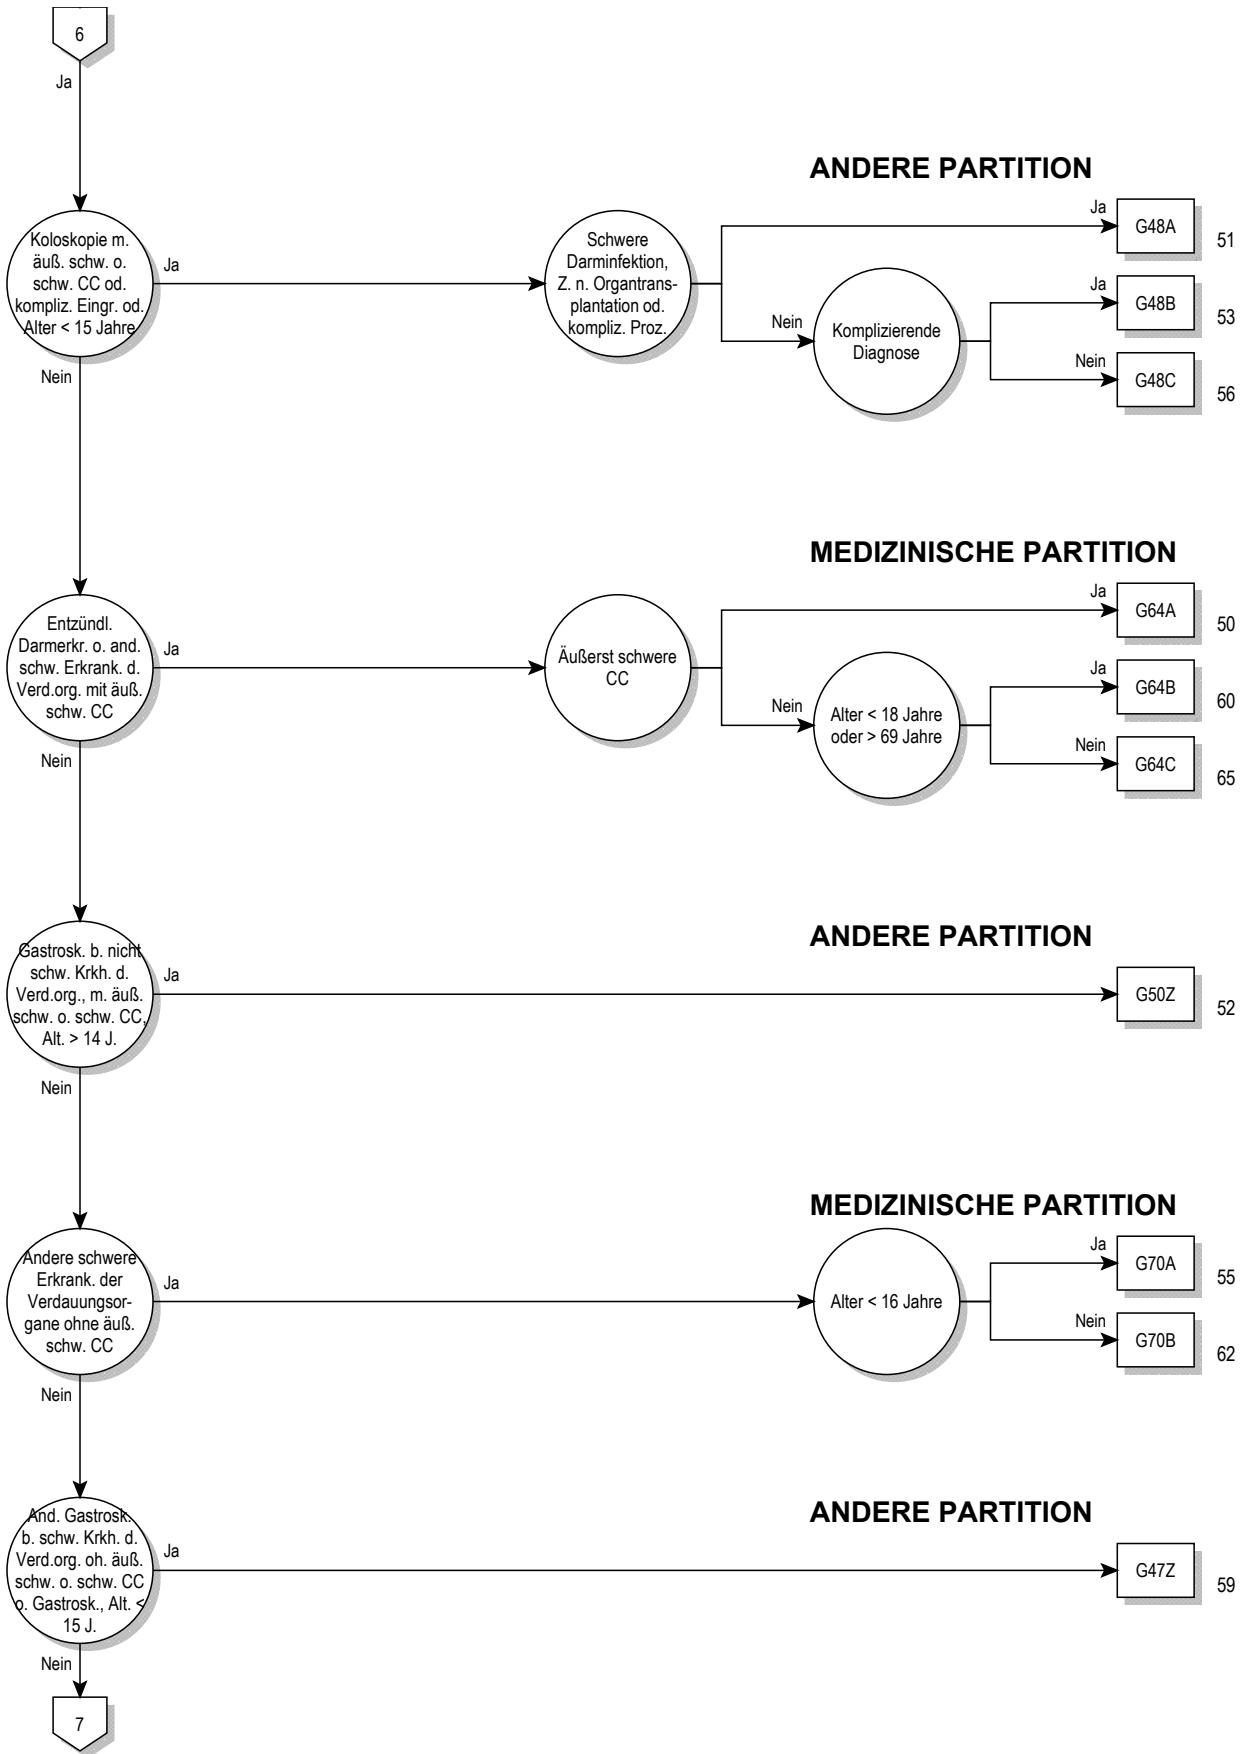 6
Ja
ANDERE PARTITION
Koloskopie m.
äuß. schw. o.
schw. CC od.
kompliz. Eingr. od.
Alter < 15 Jahre
Ja
Schwere
Darminfektion,
Z. n. Organtrans-
plantation od.
kompliz. Proz.
Ja
G48A
51
Nein
Komplizierende
Diagnose
Ja
G48B
53
Nein
G48C
56
Nein
MEDIZINISCHE PARTITION
Entzündl.
Darmerkr. o. and.
schw. Erkrank. d.
Verd.org. mit äuß.
schw. CC
Ja
Äußerst schwere
CC
Ja
G64A
50
Nein
Alter < 18 Jahre
oder > 69 Jahre
Ja
G64B
60
Nein
G64C
65
Nein
ANDERE PARTITION
Gastrosk. b. nicht
schw. Krkh. d.
Verd.org., m. äuß.
schw. o. schw. CC,
Alt. > 14 J.
Ja
G50Z
52
Nein
MEDIZINISCHE PARTITION
Andere schwere
Erkrank. der
Verdauungsor-
gane ohne äuß.
schw. CC
Ja
Alter < 16 Jahre
Ja
G70A
55
Nein
G70B
62
Nein
ANDERE PARTITION
And. Gastrosk.
b. schw. Krkh. d.
Verd.org. oh. äuß.
schw. o. schw. CC
o. Gastrosk., Alt. <
15 J.
Ja
G47Z
59
Nein
7